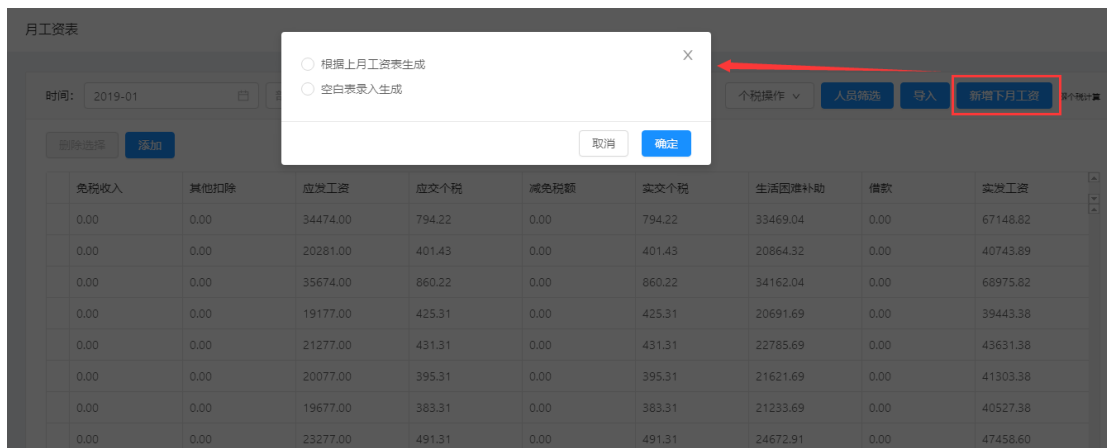 月工资表
根据上月工资表生成
空白表录入生成
取消 确定
时间： 2019-01 个税操作 人员筛选 导入 新增下月工资
删除选择 添加
免税收入 其他扣除 应发工资 应交个税 减免税额 实交个税 生活困难补助 借款 实发工资
0.00 0.00 34474.00 794.22 0.00 794.22 33469.04 0.00 67148.82
0.00 0.00 20281.00 401.43 0.00 401.43 20864.32 0.00 40743.89
0.00 0.00 35674.00 860.22 0.00 860.22 34162.04 0.00 68975.82
0.00 0.00 19177.00 425.31 0.00 425.31 20691.69 0.00 39443.38
0.00 0.00 21277.00 431.31 0.00 431.31 22785.69 0.00 43631.38
0.00 0.00 20077.00 395.31 0.00 395.31 21621.69 0.00 41303.38
0.00 0.00 19677.00 383.31 0.00 383.31 21233.69 0.00 40527.38
0.00 0.00 23277.00 491.31 0.00 491.31 24672.91 0.00 47458.60